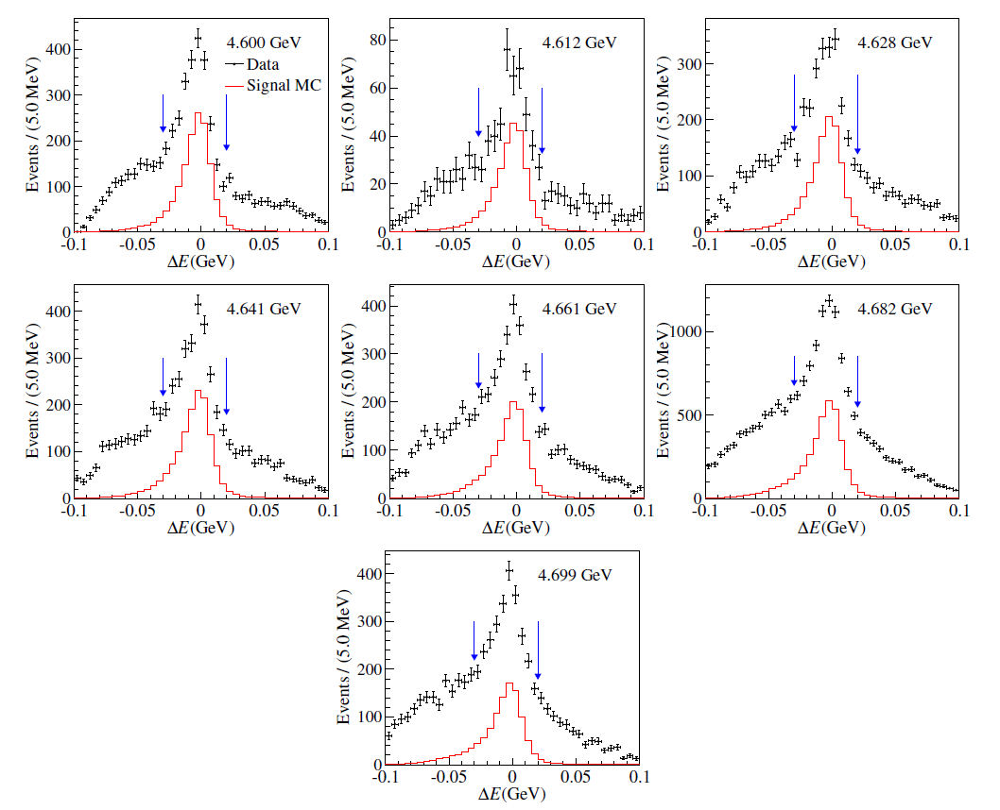 4.600 GeV
Data
Signal MC
400
300
200
100
0
Events / (5.0 MeV)
-0.1 -0.05 0 0.05 0.1
ΔE(GeV)
4.612 GeV
80
60
40
20
0
Events / (5.0 MeV)
-0.1 -0.05 0 0.05 0.1
ΔE(GeV)
4.628 GeV
300
200
100
0
Events / (5.0 MeV)
-0.1 -0.05 0 0.05 0.1
ΔE(GeV)
4.641 GeV
400
300
200
100
0
Events / (5.0 MeV)
-0.1 -0.05 0 0.05 0.1
ΔE(GeV)
4.661 GeV
400
300
200
100
0
Events / (5.0 MeV)
-0.1 -0.05 0 0.05 0.1
ΔE(GeV)
4.682 GeV
1000
500
0
Events / (5.0 MeV)
-0.1 -0.05 0 0.05 0.1
ΔE(GeV)
4.699 GeV
400
300
200
100
0
Events / (5.0 MeV)
-0.1 -0.05 0 0.05 0.1
ΔE(GeV)